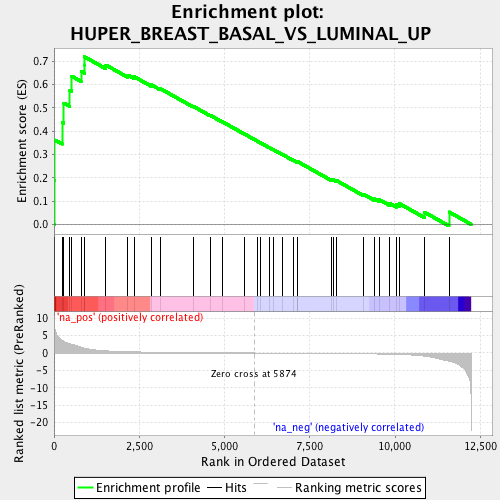 Enrichment plot:
HUPER_BREAST_BASAL_VS_LUMINAL_UP
Enrichment score (ES)
0.7
0.6
0.5
0.4
0.3
0.2
0.1
0.0
'na_pos' (positively correlated)
Ranked list metric (PreRanked)
10
5
0
-5
-10
-15
-20
Zero cross at 5874
'na_neg' (negatively correlated)
0
2,500
5,000
7,500
10,000
12,500
Rank in Ordered Dataset
Enrichment profile
Hits
Ranking metric scores